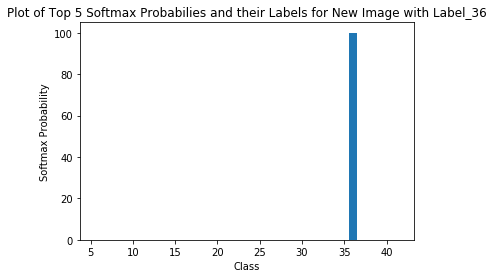 Plot of Top 5 Softmax Probabilies and their Labels for New Image with Label_36
100
80
60
40
20
0
Softmax Probability
5 10 15 20 25 30 35 40
Class